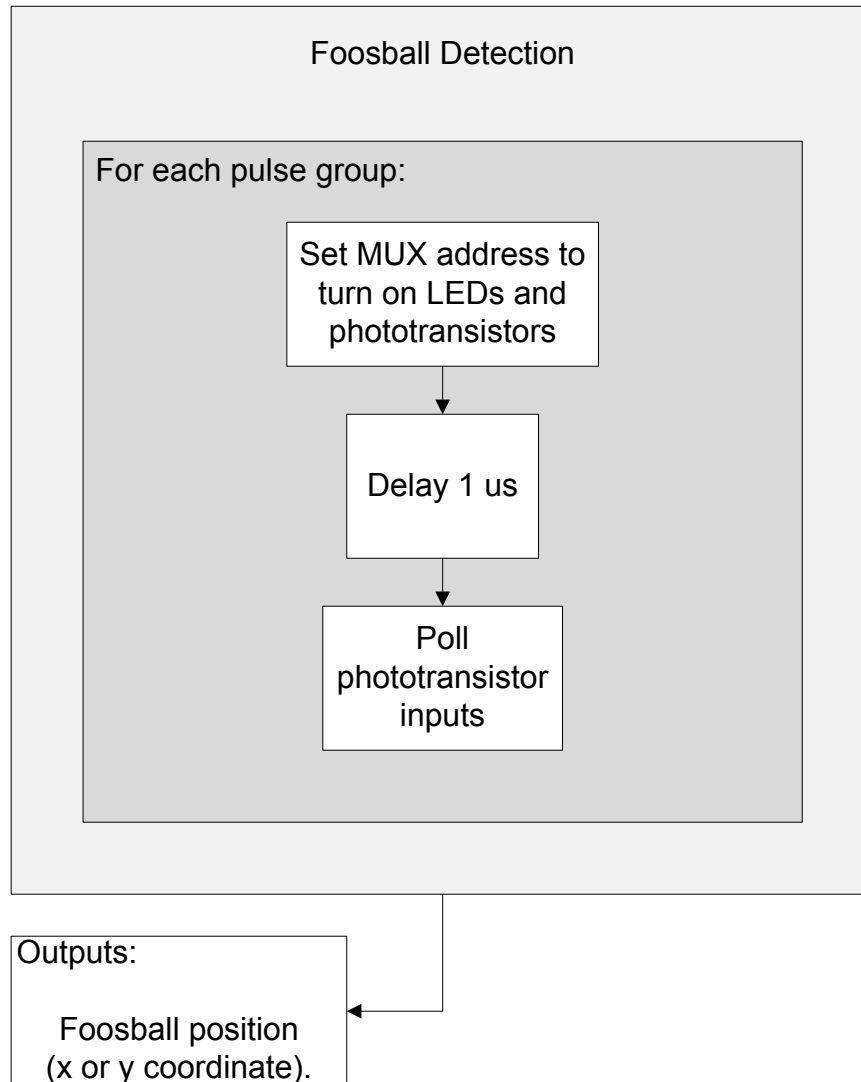 Foosball Detection
For each pulse group:
Set MUX address to
turn on LEDs and
phototransistors
Delay 1 us
Poll
phototransistor
inputs
Outputs:
Foosball position
(x or y coordinate).